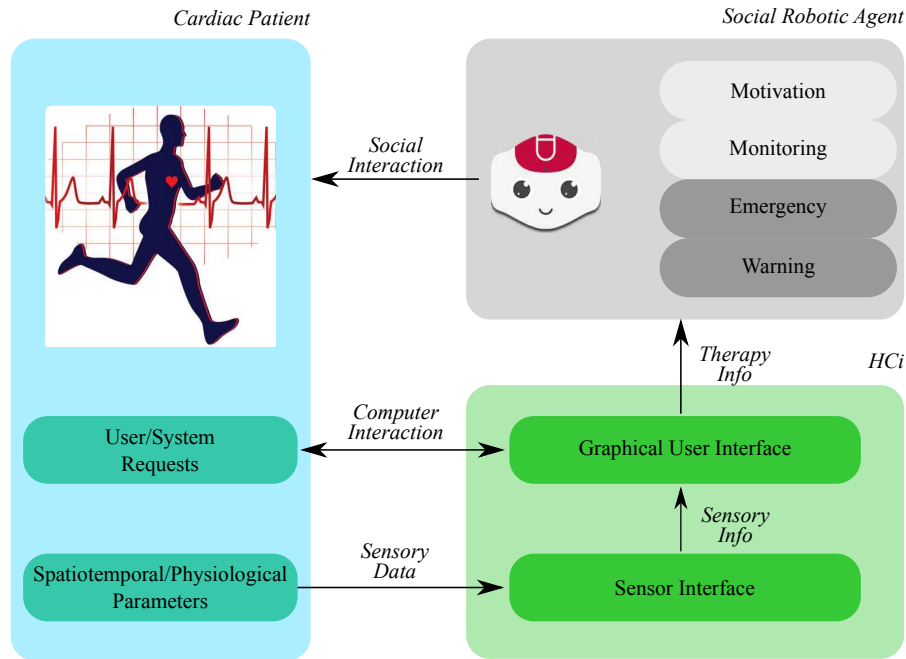 Cardiac Patient
Social Robotic Agent
Motivation
Social
Interaction
Monitoring
Emergency
Warning
Therapy
Info
HCi
Computer
Interaction
User/System
Requests
Graphical User Interface
Sensory
Info
Sensory
Data
Spatiotemporal/Physiological
Parameters
Sensor Interface